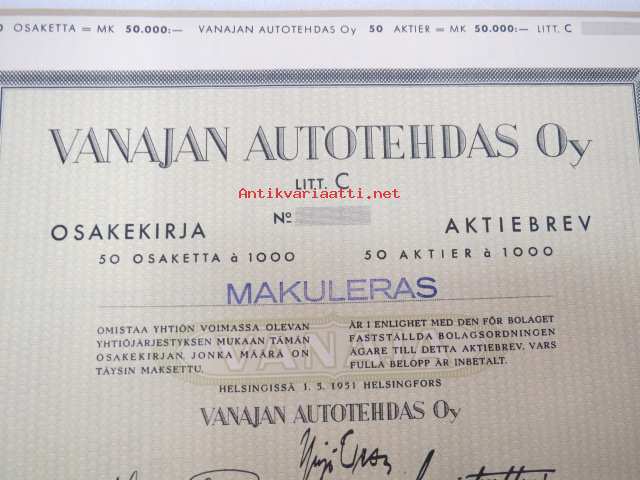 OSAKETTA = MK 50.000:— VANAJAN AUTOTEHDAS Oy 50 AKTIER = MK 50.000:— LITT. C
VANAJAN AUTOTEHDAS Oy
LITT. C
Antikvariaatti.net
No
OSAKEKIRJA
50 OSAKETTA à 1000
AKTIEBREV
50 AKTIER à 1000
MAKULERAS
OMISTAA YHTIÖN VOIMASSA OLEVAN
YHTIÖJÄRJESTYKSEN MUKAAN TÄMÄN
OSAKEKIRJAN, JONKA MÄÄRÄ ON
TÄYSIN MAKSETTU.
ÄR I ENLIGHET MED DEN FÖR BOLAGET
FASTSTÄLLDA BOLAGSORDNINGEN
ÄGARE TILL DETTA AKTIEBREV, VARS
FULLA BELOPP ÄR INBETALT.
VANAJA
HELSINGISSÄ 1. 5. 1951 HELSINGFORS
VANAJAN AUTOTEHDAS Oy